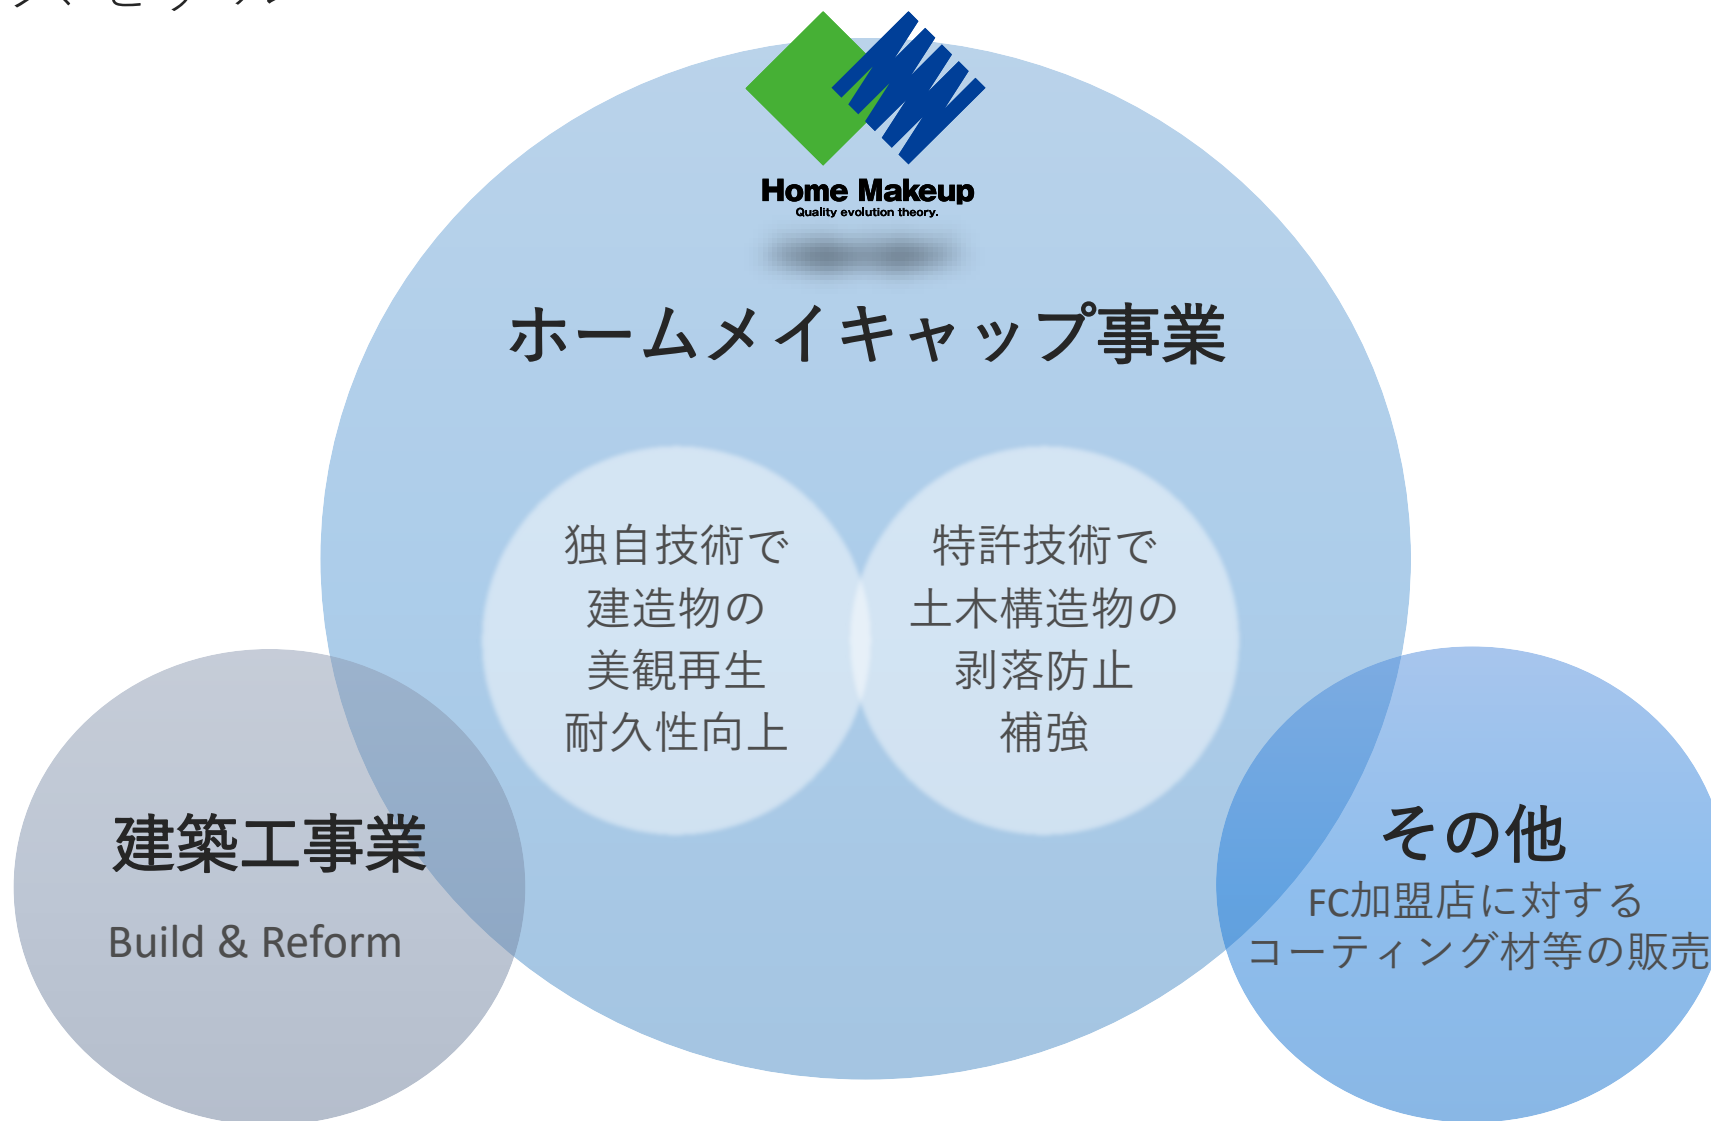 Home Makeup
Quality evolution theory.
ホームメイキャップ事業
独自技術で
建造物の
美観再生
耐久性向上
特許技術で
土木構造物の
剥落防止
補強
建築工事業
Build & Reform
その他
FC加盟店に対する
コーティング材等の販売